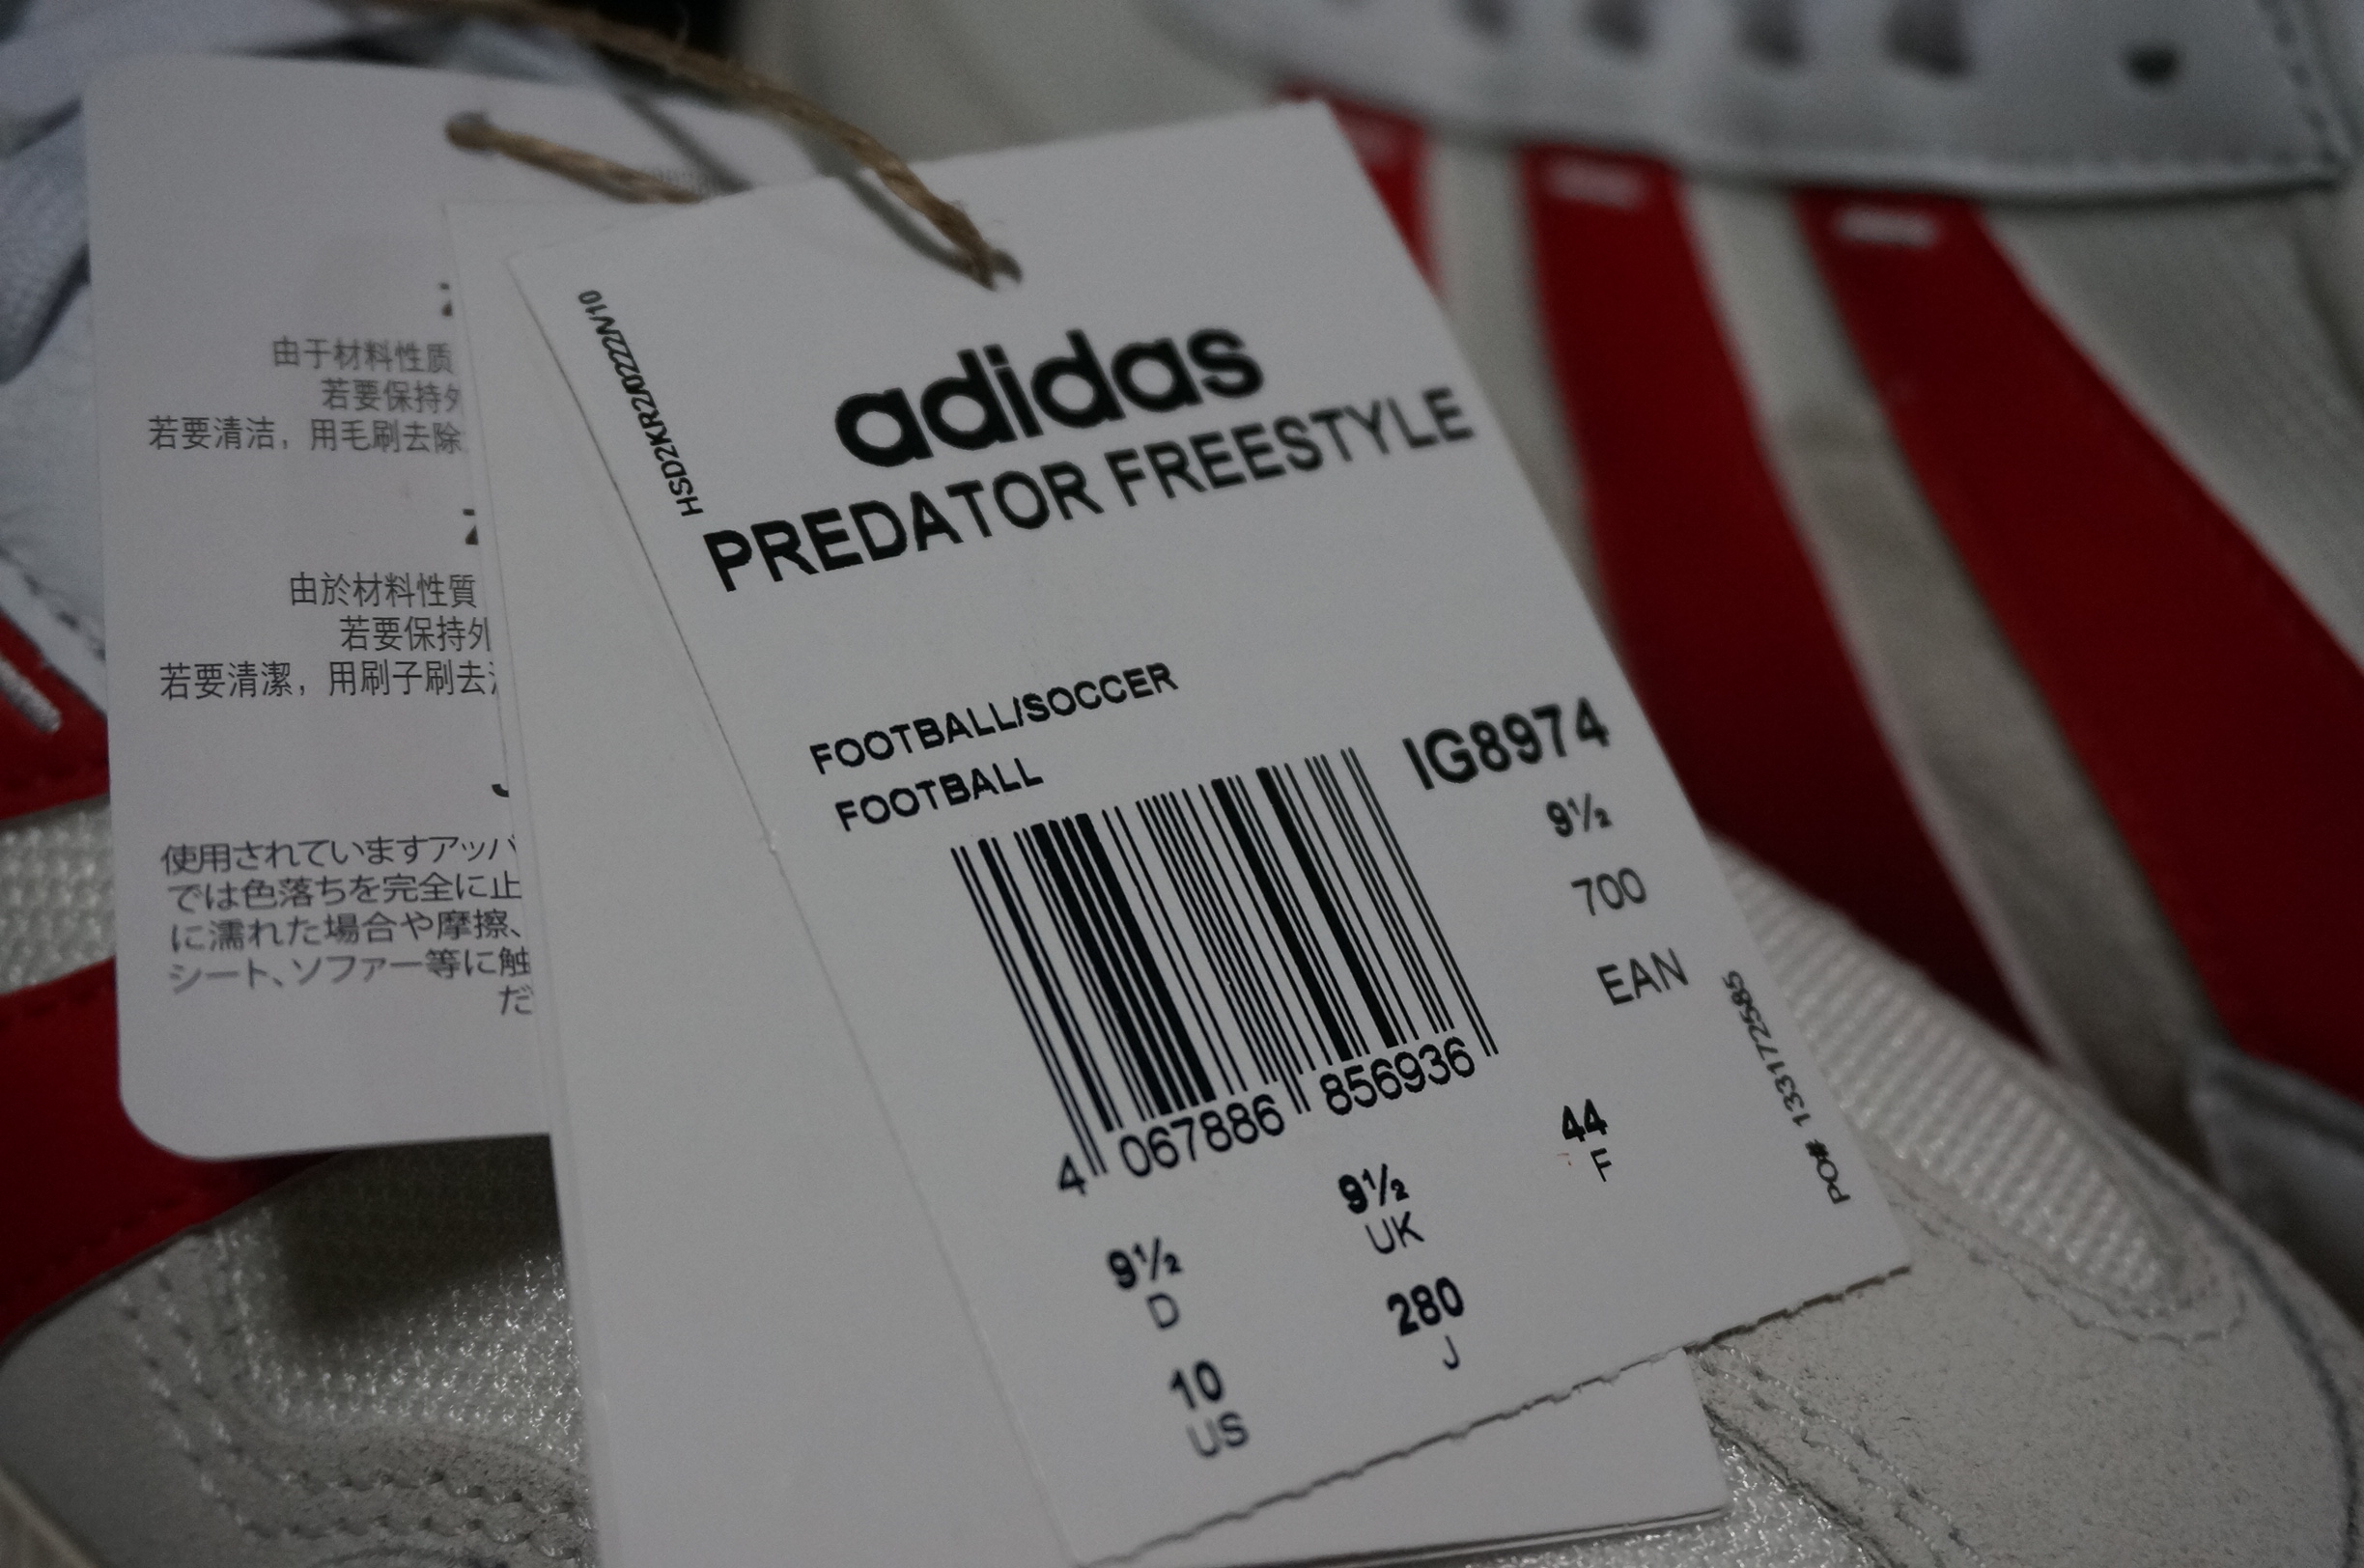 由于材料性质
若要保持外
若要清洁，用毛刷去除
由於材料性質
若要保持外
若要清潔，用刷子刷去
使用されていますアッパ
では色落ちを完全に止
に濡れた場合や摩擦、
シート、ソファー等に触
だ
HSD2KR2/0222/V/10
adidas
PREDATOR FREESTYLE
FOOTBALL/SOCCER
FOOTBALL
IG8974
9½
700
EAN
4 067886 856936
PO# 133172585
9½
D
9½
UK
44
F
10
US
280
J